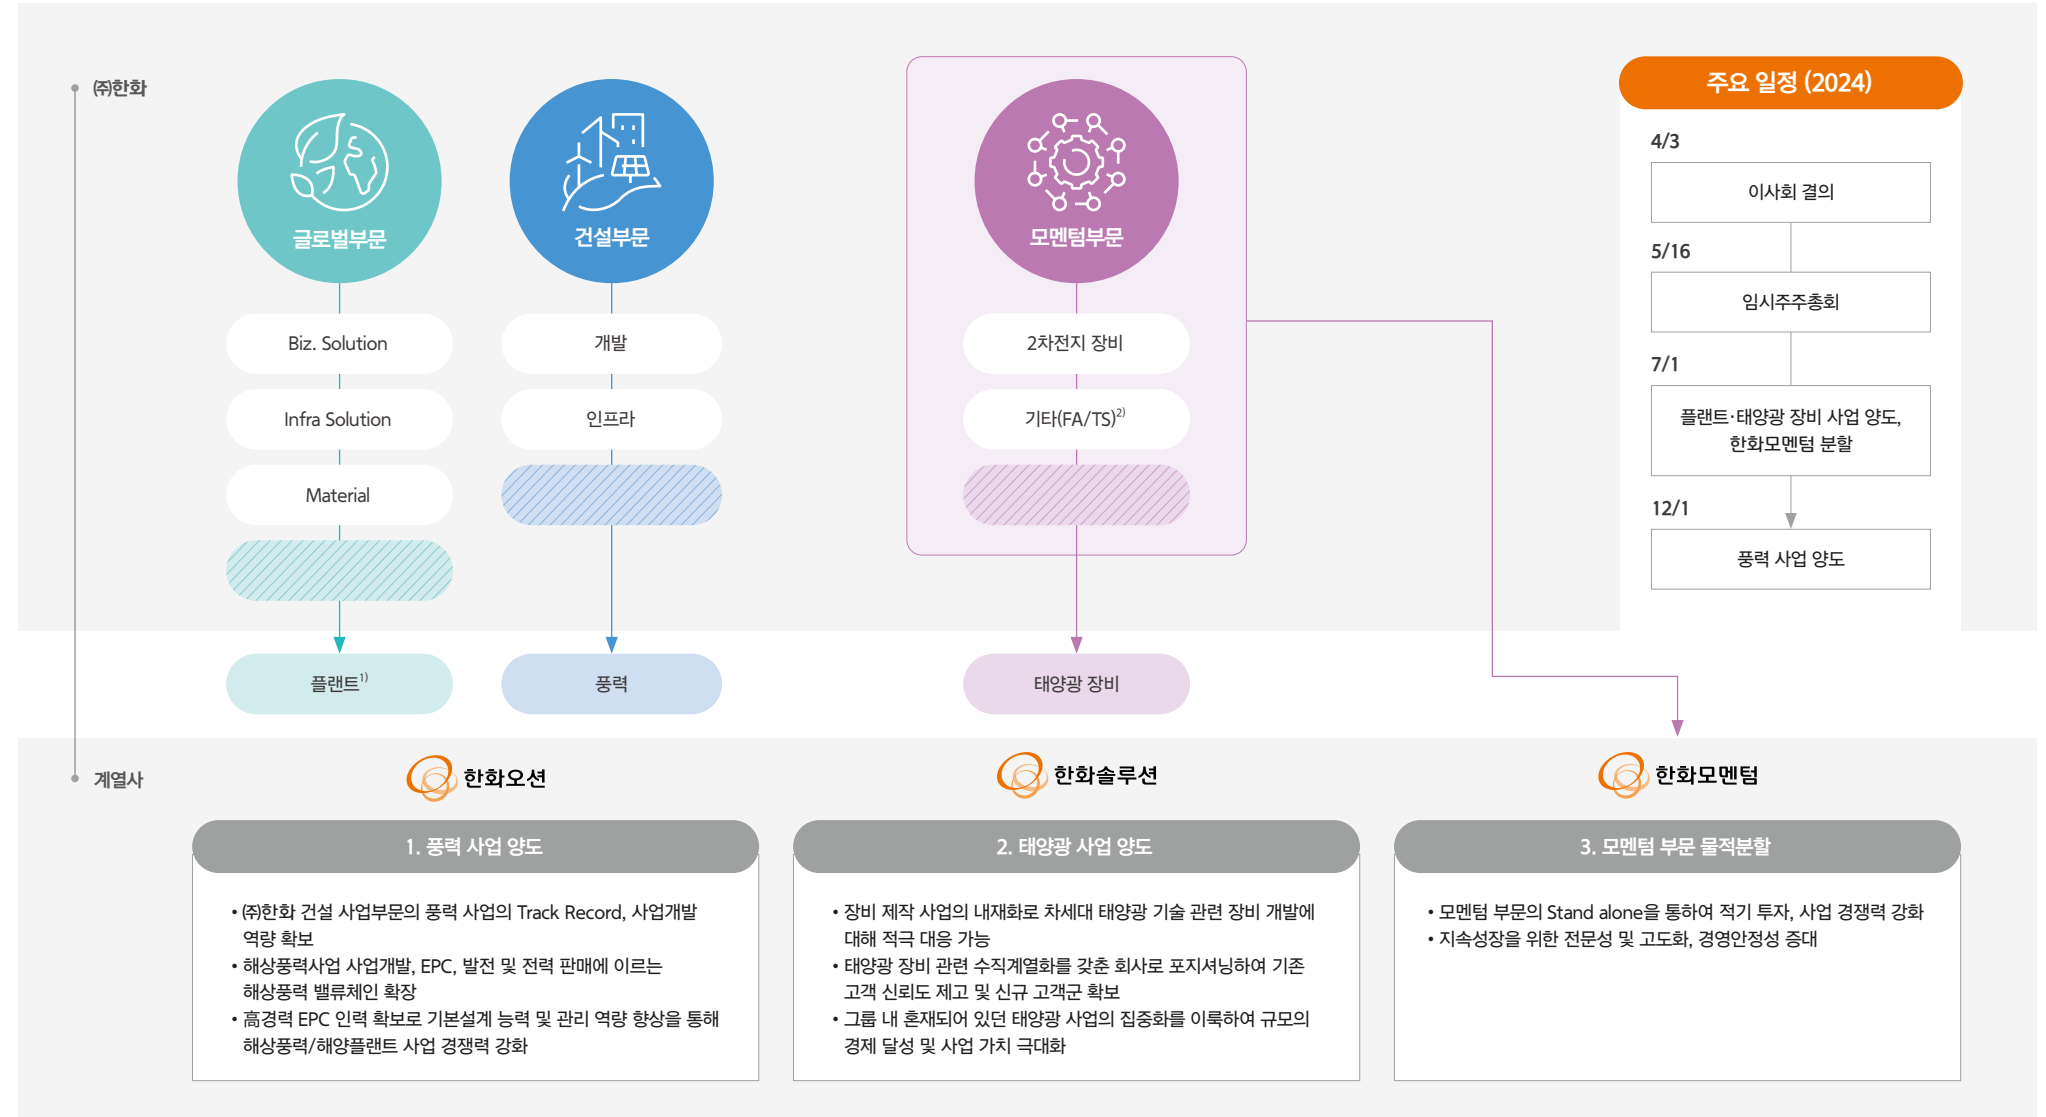 ㈜한화
글로벌부문
Biz. Solution
Infra Solution
Material
플랜트1)
건설부문
개발
인프라
풍력
모멘텀부문
2차전지 장비
기타(FA/TS)2)
태양광 장비
주요 일정 (2024)
4/3
이사회 결의
5/16
임시주주총회
7/1
플랜트·태양광 장비 사업 양도,
한화모멘텀 분할
12/1
풍력 사업 양도
계열사
한화오션
1. 풍력 사업 양도
• ㈜한화 건설 사업부문의 풍력 사업의 Track Record, 사업개발
역량 확보
• 해상풍력사업 사업개발, EPC, 발전 및 전력 판매에 이르는
해상풍력 밸류체인 확장
• 高경력 EPC 인력 확보로 기본설계 능력 및 관리 역량 향상을 통해
해상풍력/해양플랜트 사업 경쟁력 강화
한화솔루션
2. 태양광 사업 양도
• 장비 제작 사업의 내재화로 차세대 태양광 기술 관련 장비 개발에
대해 적극 대응 가능
• 태양광 장비 관련 수직계열화를 갖춘 회사로 포지셔닝하여 기존
고객 신뢰도 제고 및 신규 고객군 확보
• 그룹 내 혼재되어 있던 태양광 사업의 집중화를 이룩하여 규모의
경제 달성 및 사업 가치 극대화
한화모멘텀
3. 모멘텀 부문 물적분할
• 모멘텀 부문의 Stand alone을 통하여 적기 투자, 사업 경쟁력 강화
• 지속성장을 위한 전문성 및 고도화, 경영안정성 증대